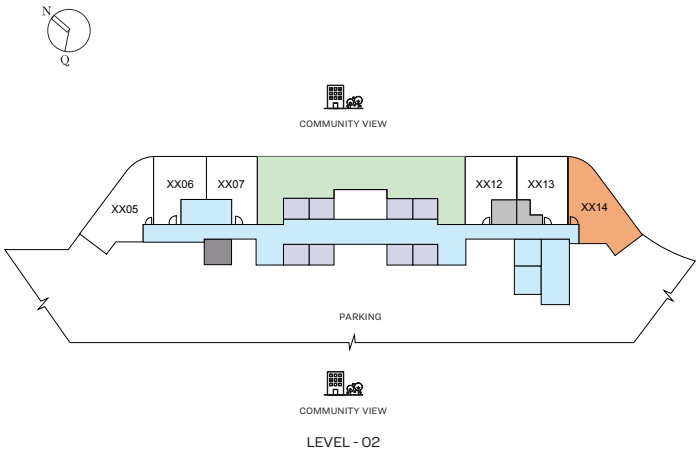 N
Q
COMMUNITY VIEW
XX05
XX06
XX07
XX12
XX13
XX14
PARKING
COMMUNITY VIEW
LEVEL - 02